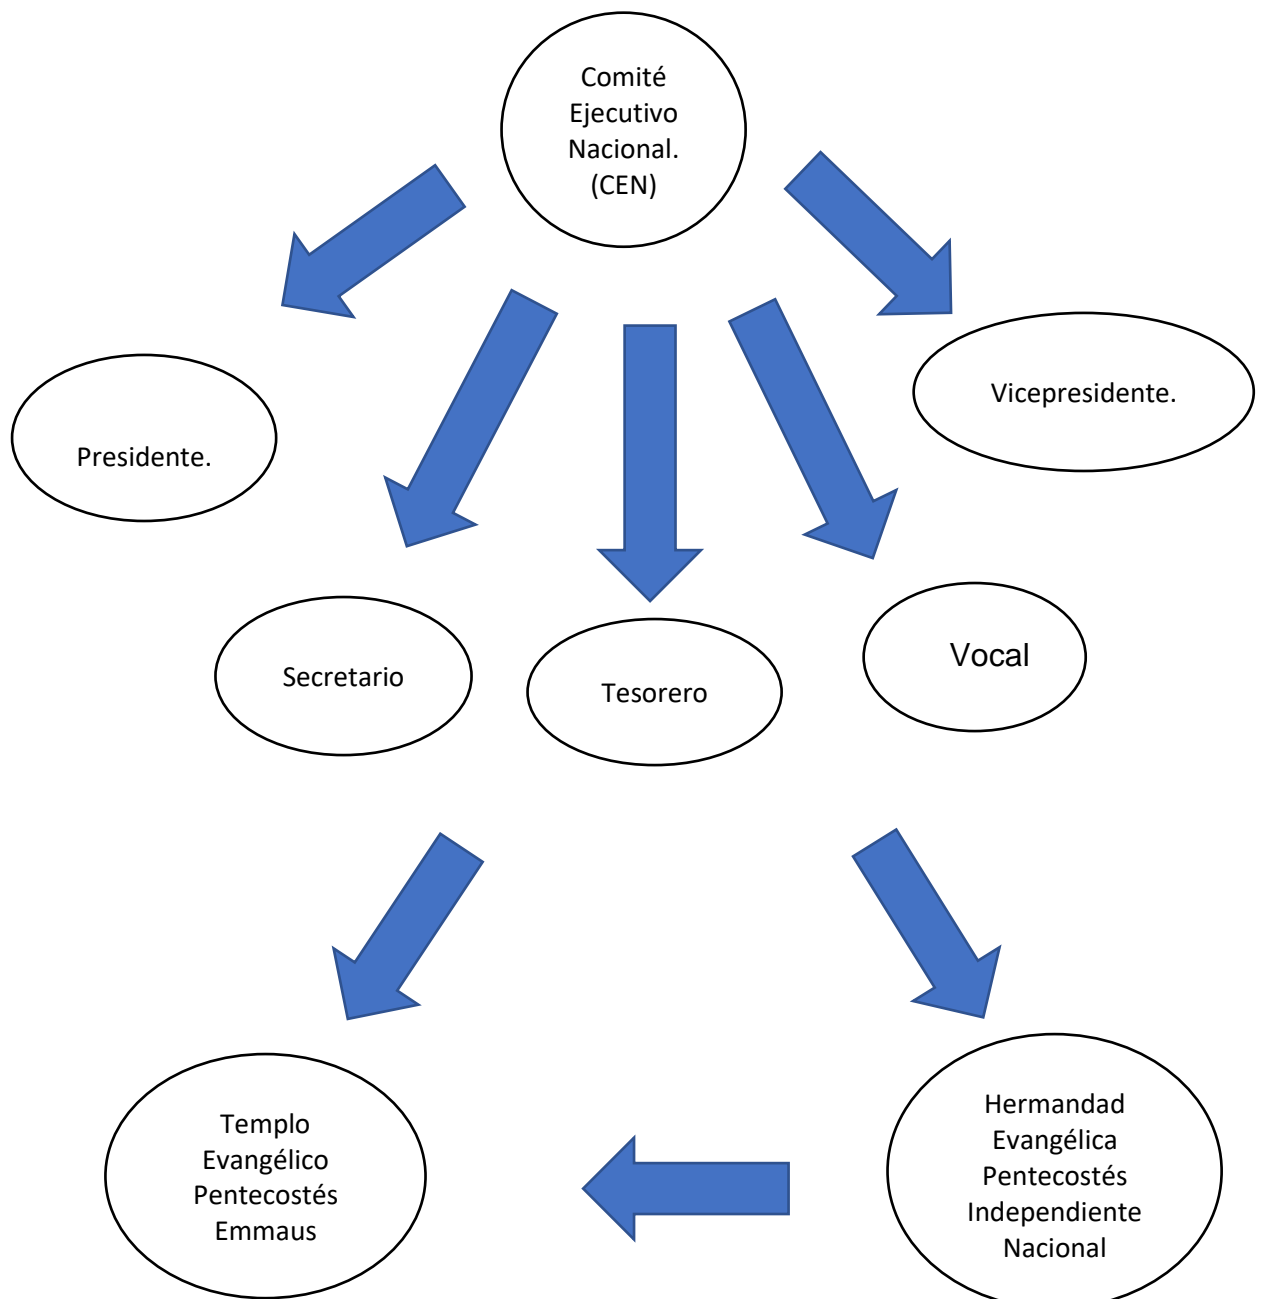 Comité
Ejecutivo
Nacional.
(CEN)
Presidente.
Vicepresidente.
Secretario
Tesorero
Vocal
Templo
Evangélico
Pentecostés
Emmaus
Hermandad
Evangélica
Pentecostés
Independiente
Nacional